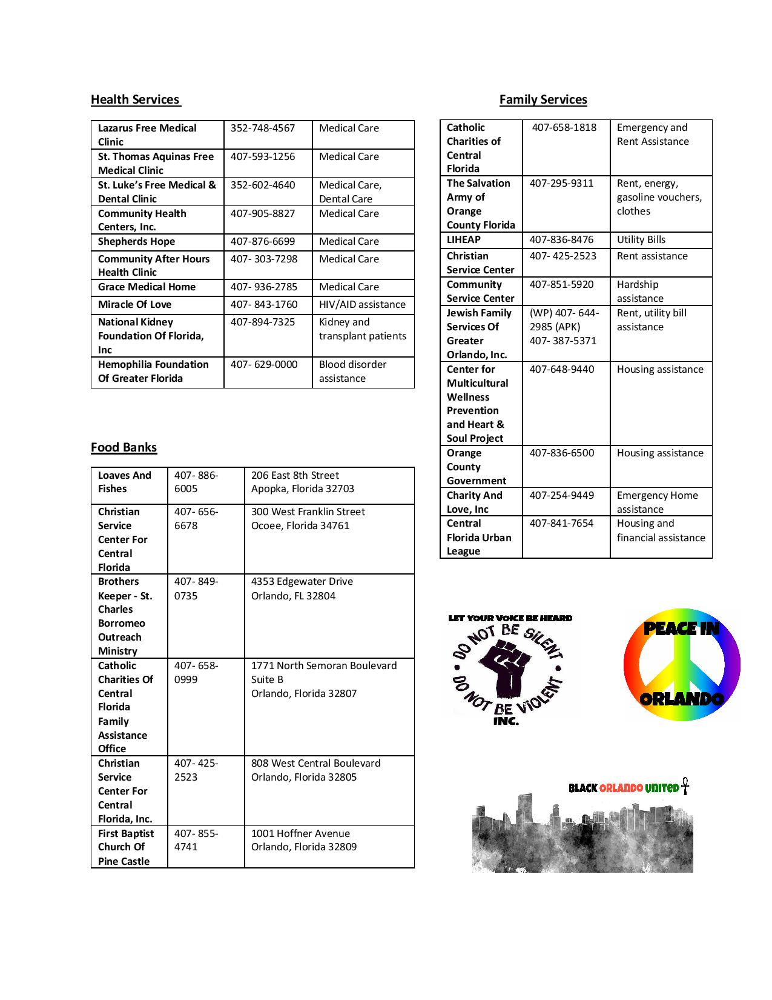 Health Services
Lazarus Free Medical
Clinic
352-748-4567
Medical Care
St. Thomas Aquinas Free
Medical Clinic
407-593-1256
Medical Care
St. Luke’s Free Medical &
Dental Clinic
352-602-4640
Medical Care,
Dental Care
Community Health
Centers, Inc.
407-905-8827
Medical Care
Shepherds Hope
407-876-6699
Medical Care
Community After Hours
Health Clinic
407- 303-7298
Medical Care
Grace Medical Home
407- 936-2785
Medical Care
Miracle Of Love
407- 843-1760
HIV/AID assistance
National Kidney
Foundation Of Florida,
Inc
407-894-7325
Kidney and
transplant patients
Hemophilia Foundation
Of Greater Florida
407- 629-0000
Blood disorder
assistance
Food Banks
Loaves And
Fishes
407- 886-
6005
206 East 8th Street
Apopka, Florida 32703
Christian
Service
Center For
Central
Florida
407- 656-
6678
300 West Franklin Street
Ocoee, Florida 34761
Brothers
Keeper - St.
Charles
Borromeo
Outreach
Ministry
407- 849-
0735
4353 Edgewater Drive
Orlando, FL 32804
Catholic
Charities Of
Central
Florida
Family
Assistance
Office
407- 658-
0999
1771 North Semoran Boulevard
Suite B
Orlando, Florida 32807
Christian
Service
Center For
Central
Florida, Inc.
407- 425-
2523
808 West Central Boulevard
Orlando, Florida 32805
First Baptist
Church Of
Pine Castle
407- 855-
4741
1001 Hoffner Avenue
Orlando, Florida 32809
Family Services
Catholic
Charities of
Central
Florida
407-658-1818
Emergency and
Rent Assistance
The Salvation
Army of
Orange
County Florida
407-295-9311
Rent, energy,
gasoline vouchers,
clothes
LIHEAP
407-836-8476
Utility Bills
Christian
Service Center
407- 425-2523
Rent assistance
Community
Service Center
407-851-5920
Hardship
assistance
Jewish Family
Services Of
Greater
Orlando, Inc.
(WP) 407- 644-
2985 (APK)
407- 387-5371
Rent, utility bill
assistance
Center for
Multicultural
Wellness
Prevention
and Heart &
Soul Project
407-648-9440
Housing assistance
Orange
County
Government
407-836-6500
Housing assistance
Charity And
Love, Inc
407-254-9449
Emergency Home
assistance
Central
Florida Urban
League
407-841-7654
Housing and
financial assistance
LET YOUR VOICE BE HEARD
DO NOT BE SILENT
DO NOT BE VIOLENT
INC.
PEACE IN
ORLANDO
BLACK ORLANDO UNITED